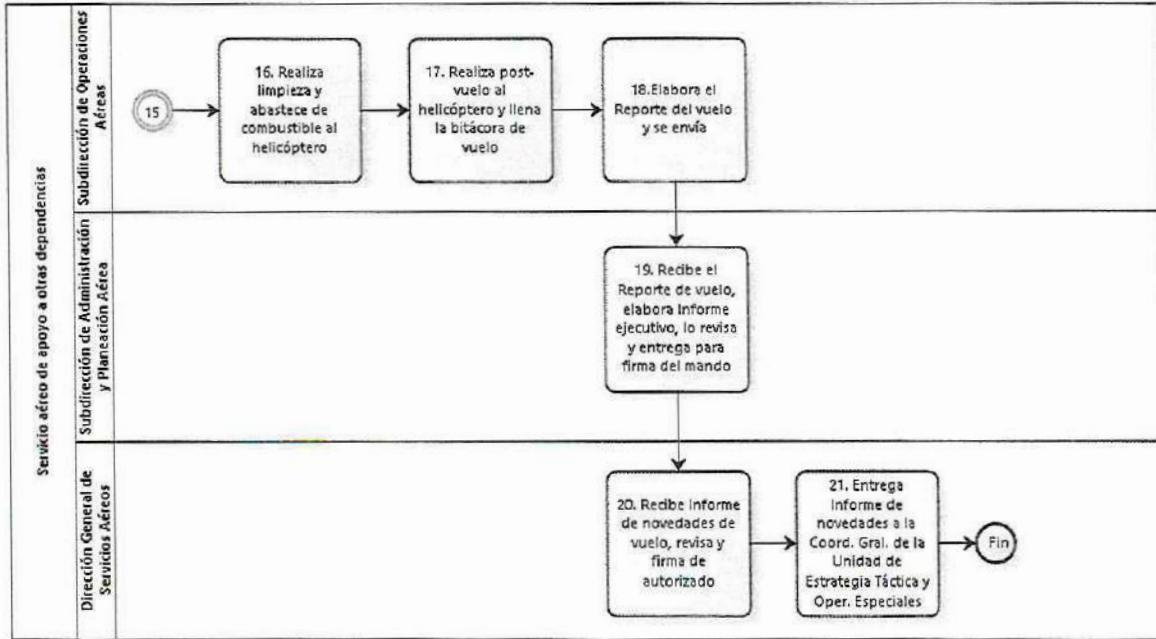 Servicio aéreo de apoyo a otras dependencias
Subdirección de Operaciones
Aéreas
15
16. Realiza
limpieza y
abastece de
combustible al
helicóptero
17. Realiza post-
vuelo al
helicóptero y llena
la bitácora de
vuelo
18.Elabora el
Reporte del vuelo
y se envía
Subdirección de Administración
y Planeación Aérea
19. Recibe el
Reporte de vuelo,
elabora Informe
ejecutivo, lo revisa
y entrega para
firma del mando
Dirección General de
Servicios Aéreos
20. Recibe Informe
de novedades de
vuelo, revisa y
firma de
autorizado
21. Entrega
Informe de
novedades a la
Coord. Gral. de la
Unidad de
Estrategia Táctica y
Oper. Especiales
Fin